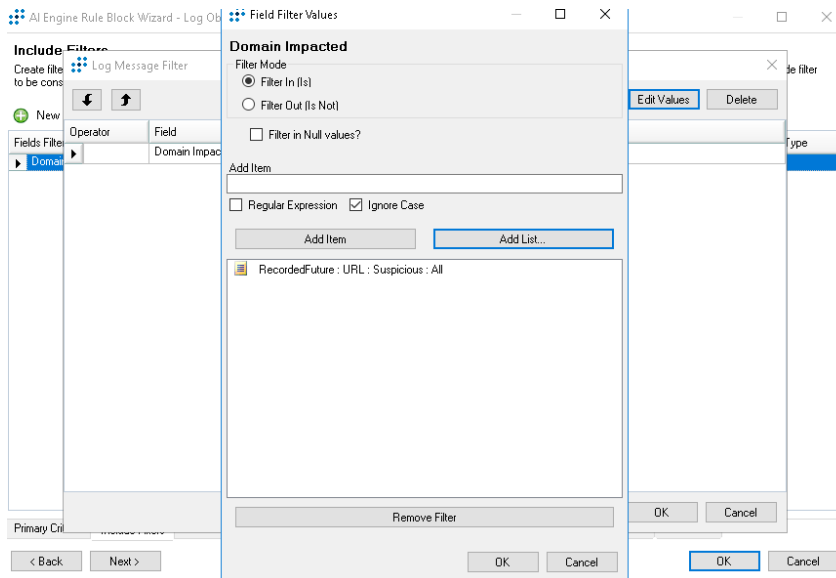 AI Engine Rule Block Wizard - Log Ob
Include Filters
Create filte
to be cons
de filter
New
Fields Filte
Type
Domain
Log Message Filter
Edit Values
Delete
Operator
Field
Domain Impac
OK
Cancel
Field Filter Values
Domain Impacted
Filter Mode
Filter In (Is)
Filter Out (Is Not)
Filter in Null values?
Add Item
Regular Expression
Ignore Case
Add Item
Add List...
RecordedFuture : URL : Suspicious : All
Remove Filter
OK
Cancel
Primary Cri
< Back
Next >
OK
Cancel